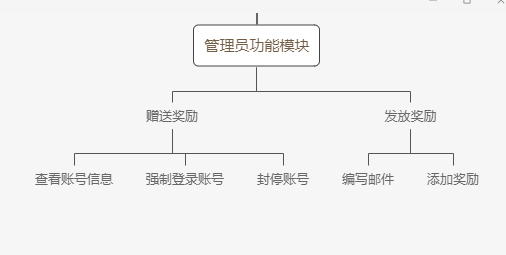 管理员功能模块
赠送奖励
发放奖励
查看账号信息
强制登录账号
封停账号
编写邮件
添加奖励